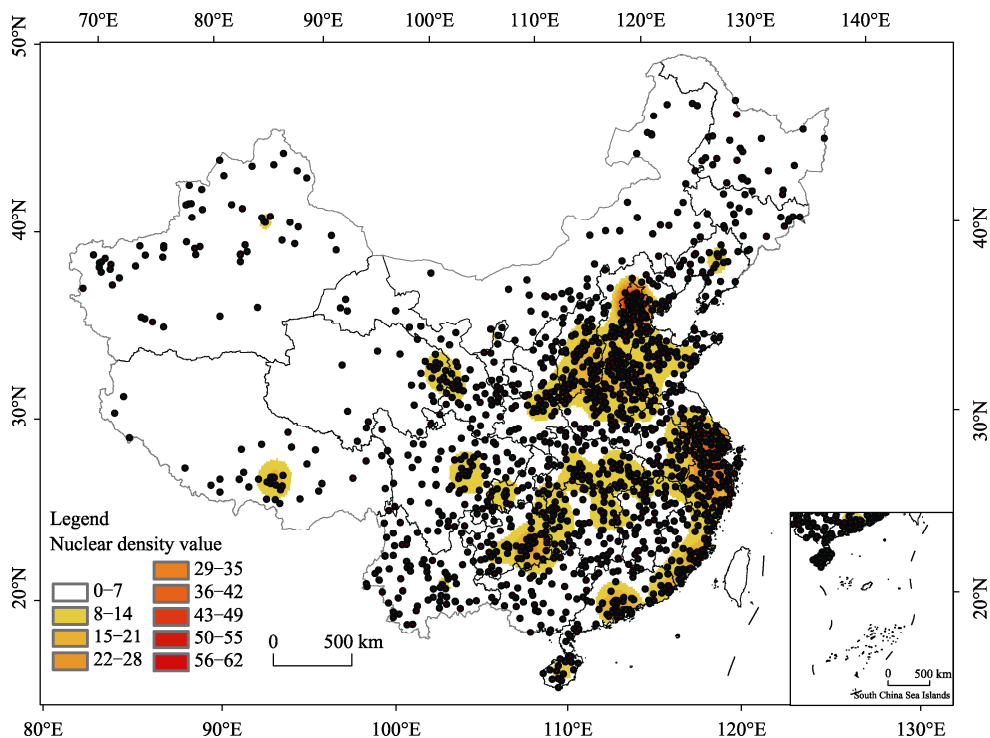 70°E 80°E 90°E 100°E 110°E 120°E 130°E 140°E
50°N
40°N
40°N
30°N
30°N
20°N
20°N
Legend
Nuclear density value
0–7
8–14
15–21
22–28
29–35
36–42
43–49
50–55
56–62
0 500 km
0 500 km
South China Sea Islands
80°E 90°E 100°E 110°E 120°E 130°E